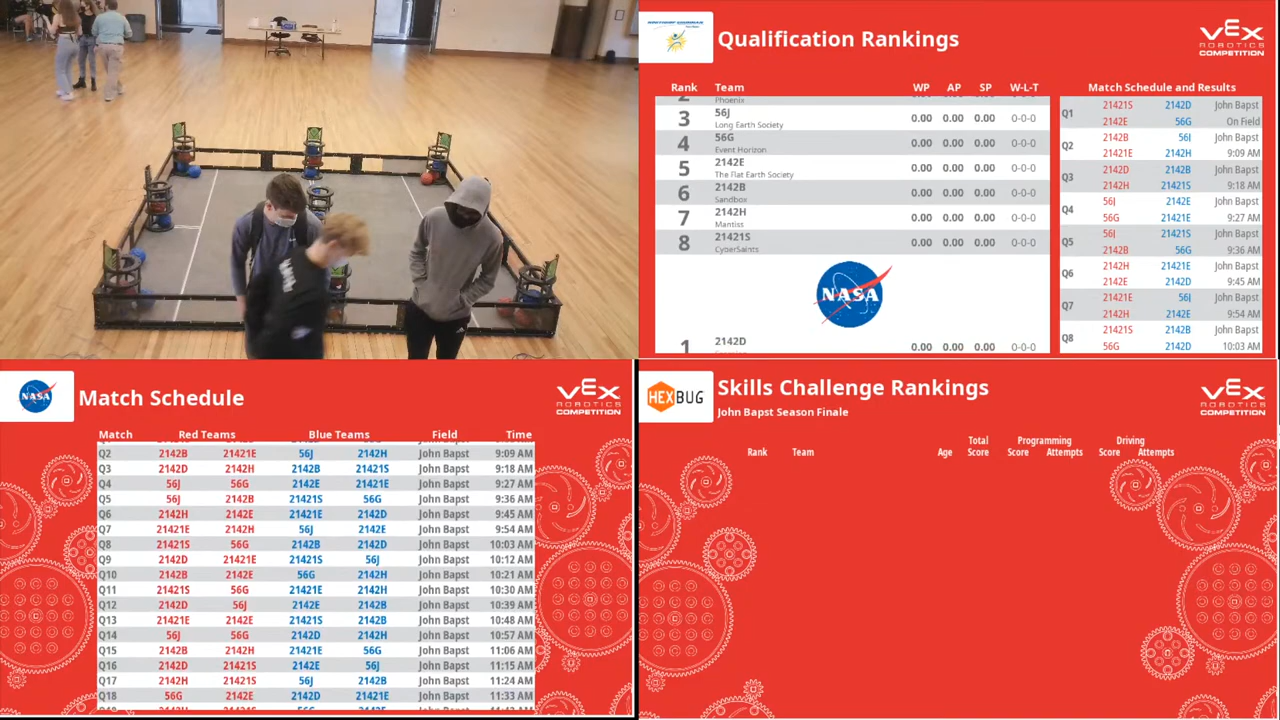 Qualification Rankings
VEX
ROBOTICS
COMPETITION
Rank Team WP AP SP W-L-T
2
Phoenix
3 56J 0.00 0.00 0.00 0-0-0
Long Earth Society
4 56G 0.00 0.00 0.00 0-0-0
Event Horizon
5 2142E 0.00 0.00 0.00 0-0-0
The Flat Earth Society
6 2142B 0.00 0.00 0.00 0-0-0
Sandbox
7 2142H 0.00 0.00 0.00 0-0-0
Mantiss
8 21421S 0.00 0.00 0.00 0-0-0
CyberSaints
NASA
1 2142D 0.00 0.00 0.00 0-0-0
Match Schedule and Results
Q1 21421S 2142D John Bapst
2142E 56G On Field
Q2 2142B 56J John Bapst
21421E 2142H 9:09 AM
Q3 2142D 2142B John Bapst
2142H 21421S 9:18 AM
Q4 56J 2142E John Bapst
56G 21421E 9:27 AM
Q5 56J 21421S John Bapst
2142B 56G 9:36 AM
Q6 2142H 21421E John Bapst
2142E 2142D 9:45 AM
Q7 21421E 56J John Bapst
2142H 2142E 9:54 AM
Q8 21421S 2142B John Bapst
56G 2142D 10:03 AM
NASA
Match Schedule
VEX
ROBOTICS
COMPETITION
Match Red Teams Blue Teams Field Time
Q2 2142B 21421E 56J 2142H John Bapst 9:09 AM
Q3 2142D 2142H 2142B 21421S John Bapst 9:18 AM
Q4 56J 56G 2142E 21421E John Bapst 9:27 AM
Q5 56J 2142B 21421S 56G John Bapst 9:36 AM
Q6 2142H 2142E 21421E 2142D John Bapst 9:45 AM
Q7 21421E 2142H 56J 2142E John Bapst 9:54 AM
Q8 21421S 56G 2142B 2142D John Bapst 10:03 AM
Q9 2142D 21421E 21421S 56J John Bapst 10:12 AM
Q10 2142B 2142E 56G 2142H John Bapst 10:21 AM
Q11 21421S 56G 21421E 2142H John Bapst 10:30 AM
Q12 2142D 56J 2142E 2142B John Bapst 10:39 AM
Q13 21421E 2142E 21421S 2142B John Bapst 10:48 AM
Q14 56J 56G 2142D 2142H John Bapst 10:57 AM
Q15 2142B 2142H 21421E 56G John Bapst 11:06 AM
Q16 2142D 21421S 2142E 56J John Bapst 11:15 AM
Q17 2142H 21421S 56J 2142B John Bapst 11:24 AM
Q18 56G 2142E 2142D 21421E John Bapst 11:33 AM
HEXBUG
Skills Challenge Rankings
John Bapst Season Finale
VEX
ROBOTICS
COMPETITION
Total Programming Driving
Rank Team Age Score Score Attempts Score Attempts